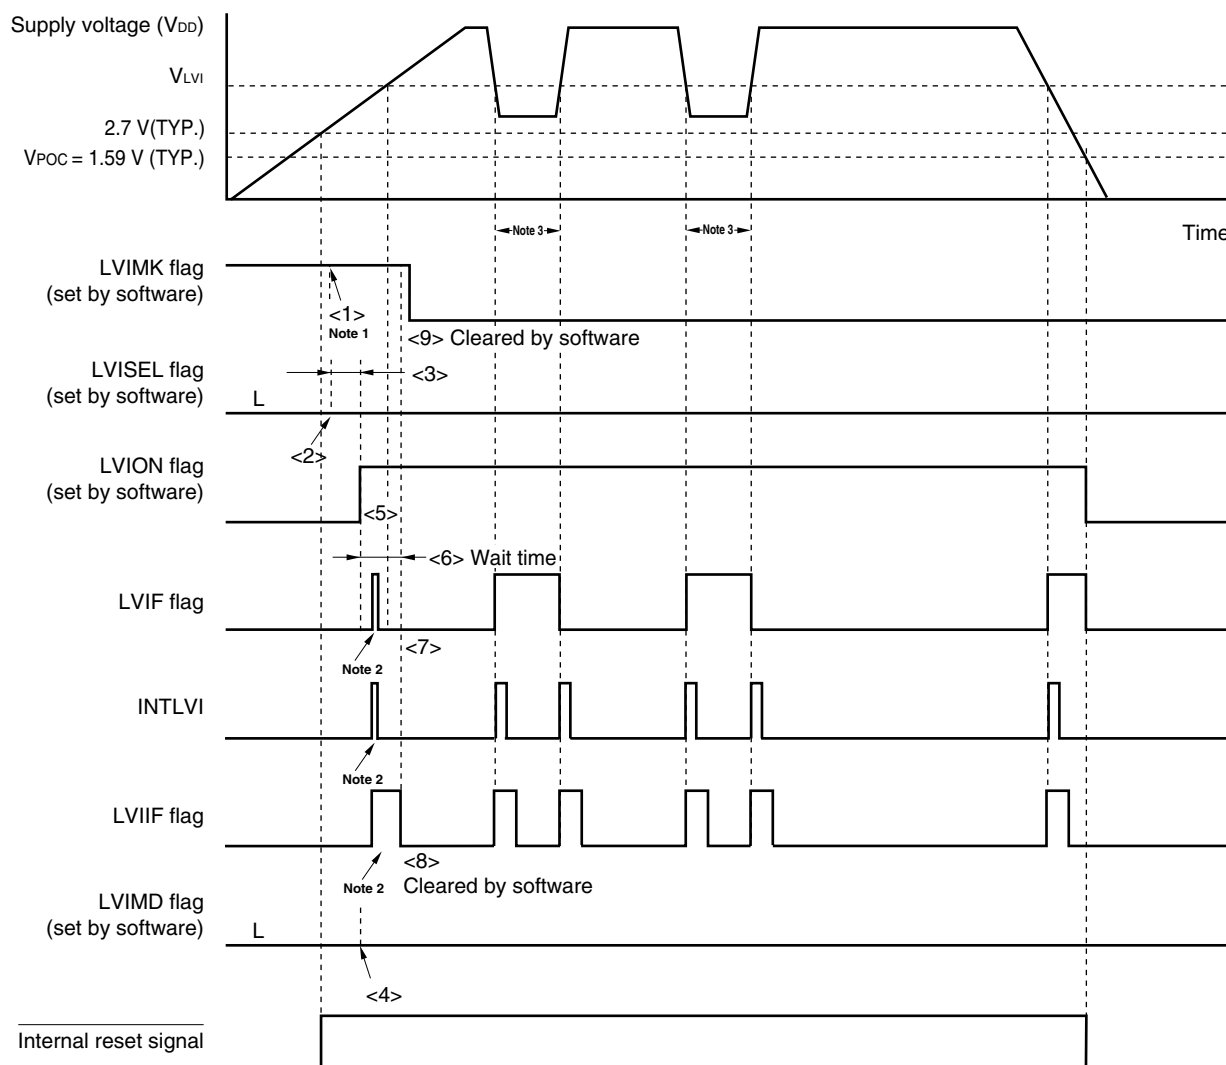 Supply voltage (VDD)
VLVI
2.7 V(TYP.)
VPOC = 1.59 V (TYP.)
Note 3
Note 3
Time
LVIMK flag
(set by software)
<1>
Note 1
<9> Cleared by software
LVISEL flag
(set by software)
<3>
L
<2>
LVION flag
(set by software)
<5>
<6> Wait time
LVIF flag
<7>
Note 2
INTLVI
Note 2
LVIIF flag
<8>
Note 2
Cleared by software
LVIMD flag
(set by software)
L
<4>
Internal reset signal